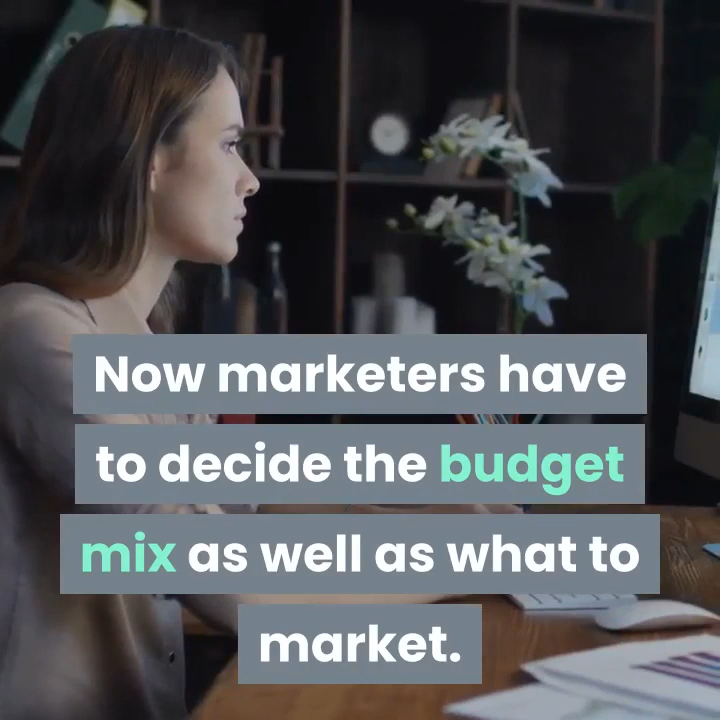 Now marketers have
to decide the budget
mix as well as what to
market.